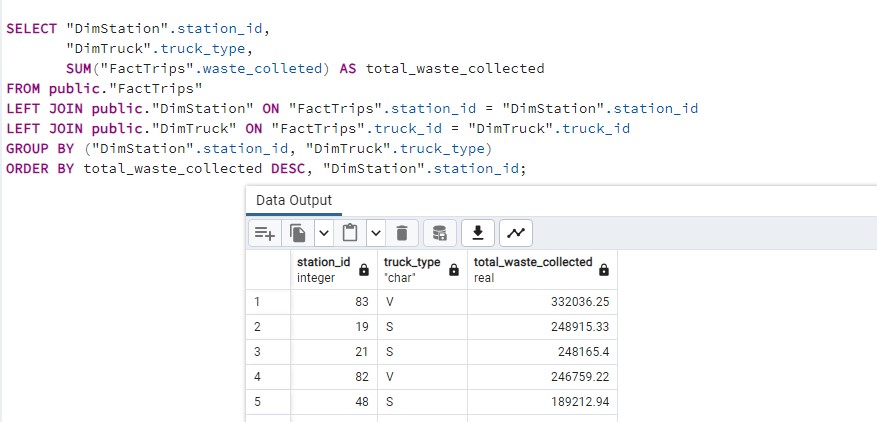 SELECT "DimStation".station_id,
"DimTruck".truck_type,
SUM("FactTrips".waste_colleted) AS total_waste_collected
FROM public."FactTrips"
LEFT JOIN public."DimStation" ON "FactTrips".station_id = "DimStation".station_id
LEFT JOIN public."DimTruck" ON "FactTrips".truck_id = "DimTruck".truck_id
GROUP BY ("DimStation".station_id, "DimTruck".truck_type)
ORDER BY total_waste_collected DESC, "DimStation".station_id;
Data Output
station_id truck_type total_waste_collected
integer "char" real
1 83 V 332036.25
2 19 S 248915.33
3 21 S 248165.4
4 82 V 246759.22
5 48 S 189212.94